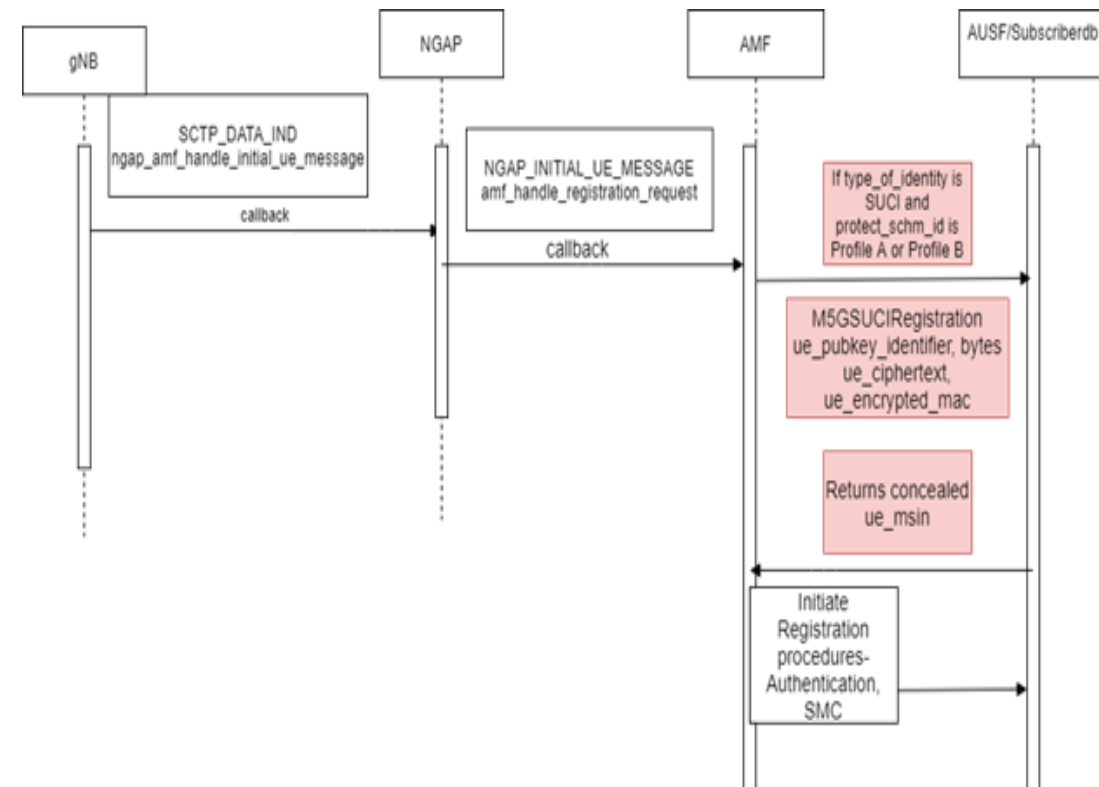 gNB
NGAP
AMF
AUSF/Subscriberdb
SCTP_DATA_IND
ngap_amf_handle_initial_ue_message
callback
NGAP_INITIAL_UE_MESSAGE
amf_handle_registration_request
callback
If type_of_identity is
SUCI and
protect_schm_id is
Profile A or Profile B
M5GSUCIRegistration
ue_pubkey_identifier, bytes
ue_ciphertext,
ue_encrypted_mac
Returns concealed
ue_msin
Initiate
Registration
procedures-
Authentication,
SMC